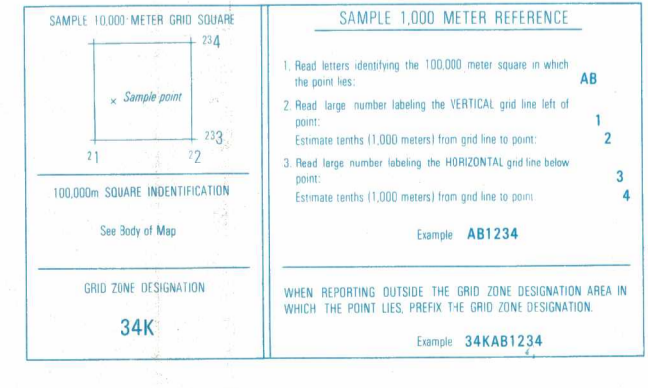 SAMPLE 10,000 METER GRID SQUARE
234
Sample point
233
21
22
100,000m SQUARE INDENTIFICATION
See Body of Map
GRID ZONE DESIGNATION
34K
SAMPLE 1,000 METER REFERENCE
1. Read letters identifying the 100,000 meter square in which
the point lies: AB
2. Read large number labeling the VERTICAL grid line left of
point: 1
Estimate tenths (1,000 meters) from grid line to point: 2
3. Read large number labeling the HORIZONTAL grid line below
point: 3
Estimate tenths (1,000 meters) from grid line to point 4
Example AB1234
WHEN REPORTING OUTSIDE THE GRID ZONE DESIGNATION AREA IN
WHICH THE POINT LIES, PREFIX THE GRID ZONE DESIGNATION.
Example 34KAB1234